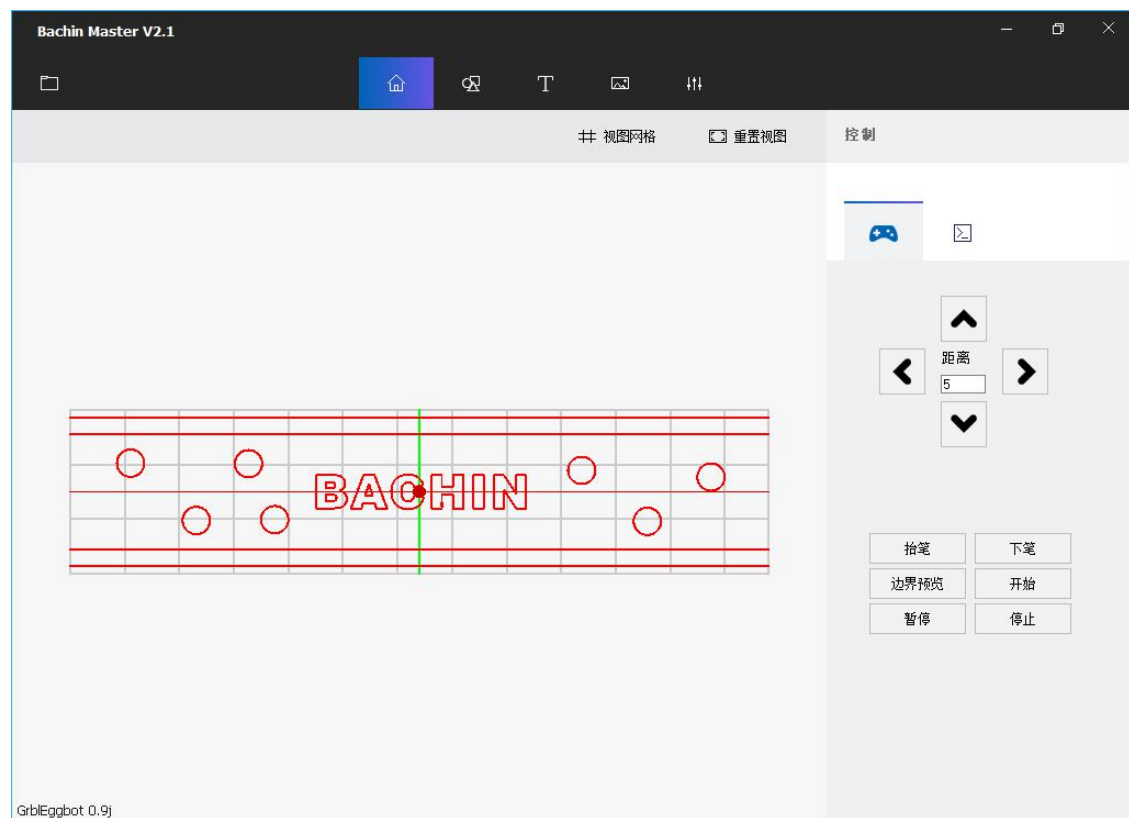 Bachin Master V2.1
视图网格
重置视图
控制
距离
5
BACHIN
抬笔
下笔
边界预览
开始
暂停
停止
GrblEggbot 0.9j